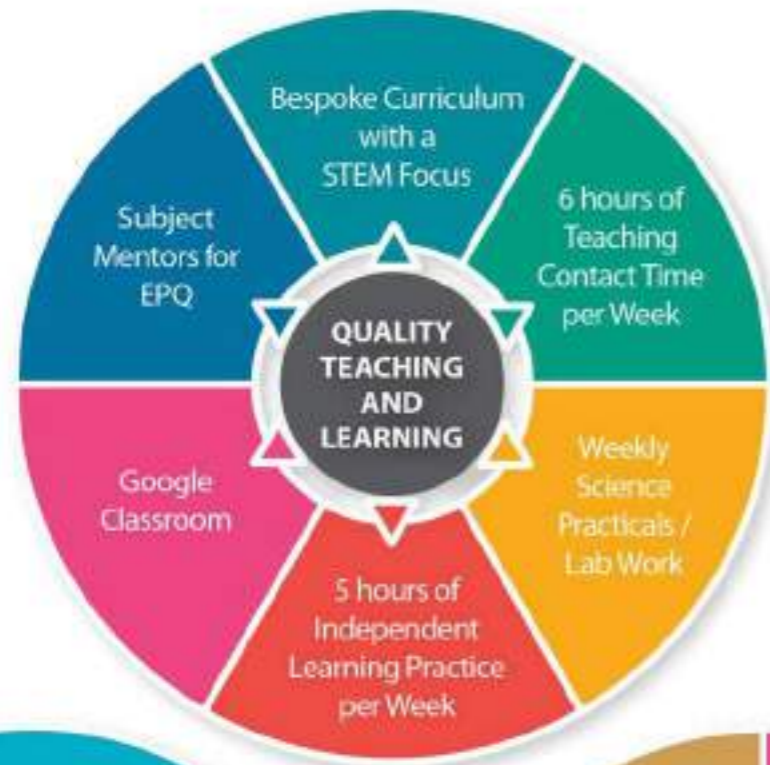 Bespoke Curriculum
with a
STEM Focus
6 hours of
Teaching
Contact Time
per Week
Weekly
Science
Practicals /
Lab Work
5 hours of
Independent
Learning Practice
per Week
Google
Classroom
Subject
Mentors for
EPQ
QUALITY
TEACHING
AND
LEARNING